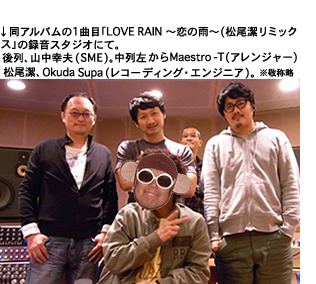 ↓同アルバムの1曲目「LOVE RAIN 〜恋の雨〜(松尾潔リミック
ス」の録音スタジオにて。
後列、山中幸夫(SME)。中列左からMaestro-T(アレンジャー)
松尾潔、Okuda Supa(レコーディング・エンジニア)。※敬称略